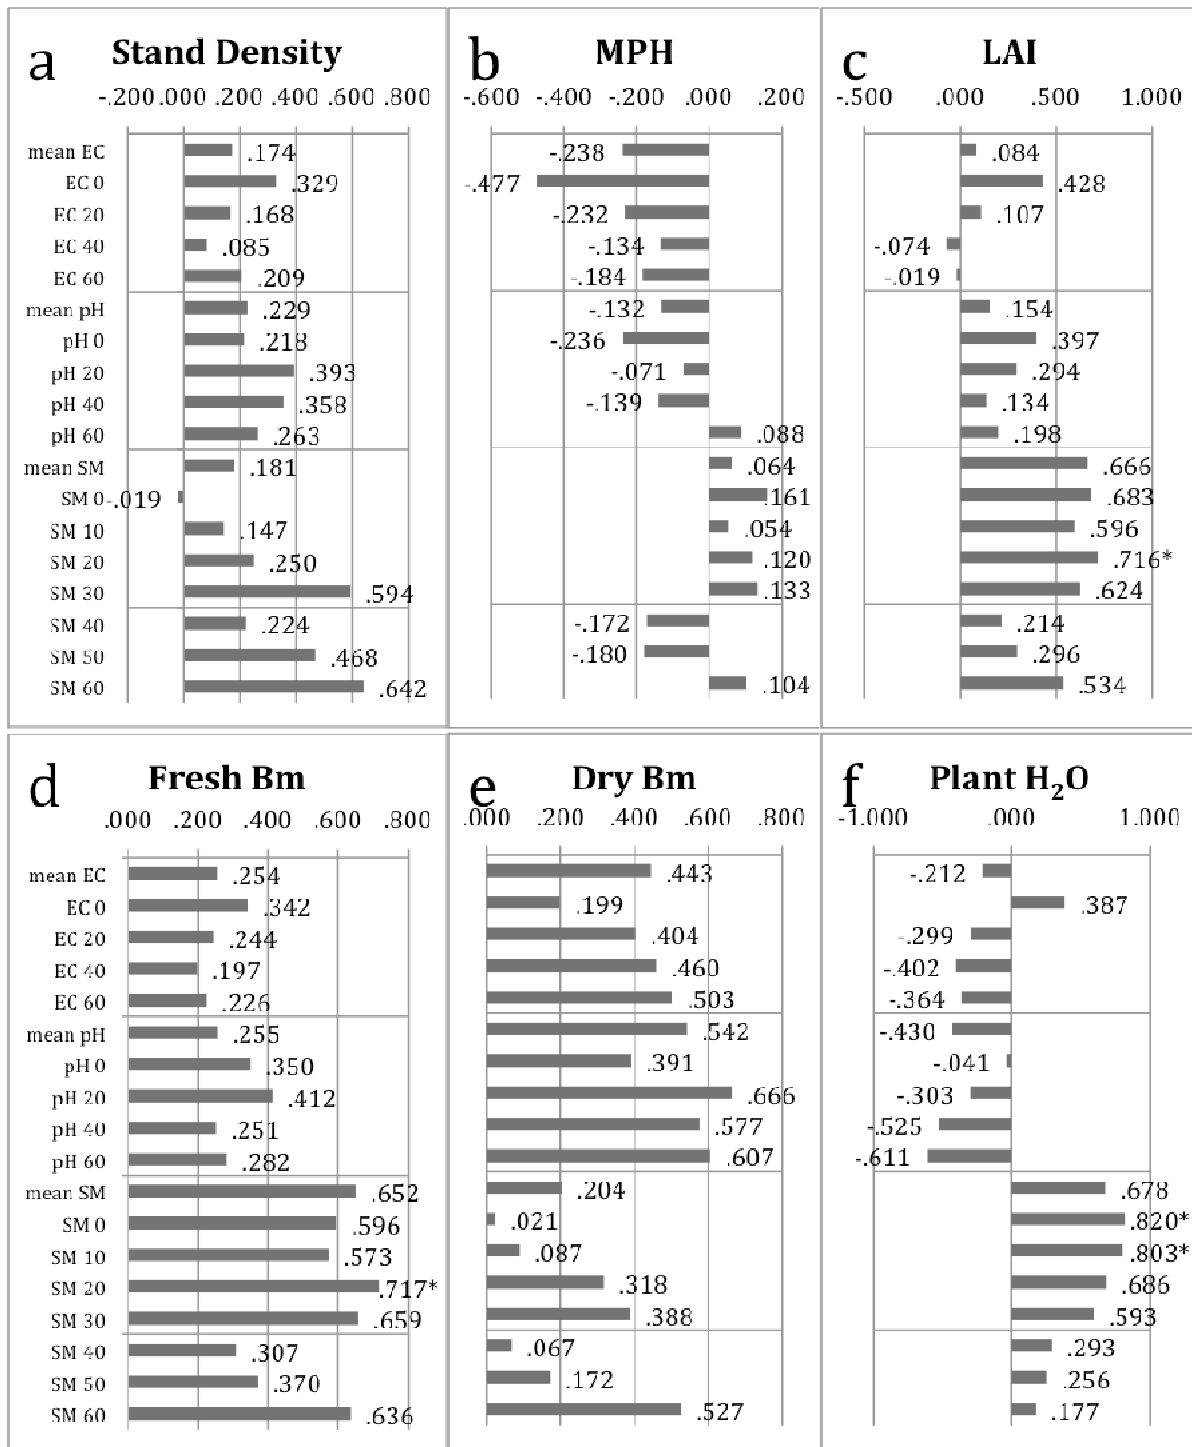 a Stand Density
-.200 .000 .200 .400 .600 .800
mean EC .174
EC 0 .329
EC 20 .168
EC 40 .085
EC 60 .209
mean pH .229
pH 0 .218
pH 20 .393
pH 40 .358
pH 60 .263
mean SM .181
SM 0 -.019
SM 10 .147
SM 20 .250
SM 30 .594
SM 40 .224
SM 50 .468
SM 60 .642
b MPH
-.600 -.400 -.200 .000 .200
-.238
-.477
-.232
-.134
-.184
-.132
-.236
-.071
-.139
.088
.064
.161
.054
.120
.133
-.172
-.180
.104
c LAI
-.500 .000 .500 1.000
.084
.428
.107
-.074
-.019
.154
.397
.294
.134
.198
.666
.683
.596
.716*
.624
.214
.296
.534
d Fresh Bm
.000 .200 .400 .600 .800
mean EC .254
EC 0 .342
EC 20 .244
EC 40 .197
EC 60 .226
mean pH .255
pH 0 .350
pH 20 .412
pH 40 .251
pH 60 .282
mean SM .652
SM 0 .596
SM 10 .573
SM 20 .717*
SM 30 .659
SM 40 .307
SM 50 .370
SM 60 .636
e Dry Bm
.000 .200 .400 .600 .800
.443
.199
.404
.460
.503
.542
.391
.666
.577
.607
.204
.021
.087
.318
.388
.067
.172
.527
f Plant H₂O
-1.000 .000 1.000
-.212
.387
-.299
-.402
-.364
-.430
-.041
-.303
-.525
-.611
.678
.820*
.803*
.686
.593
.293
.256
.177